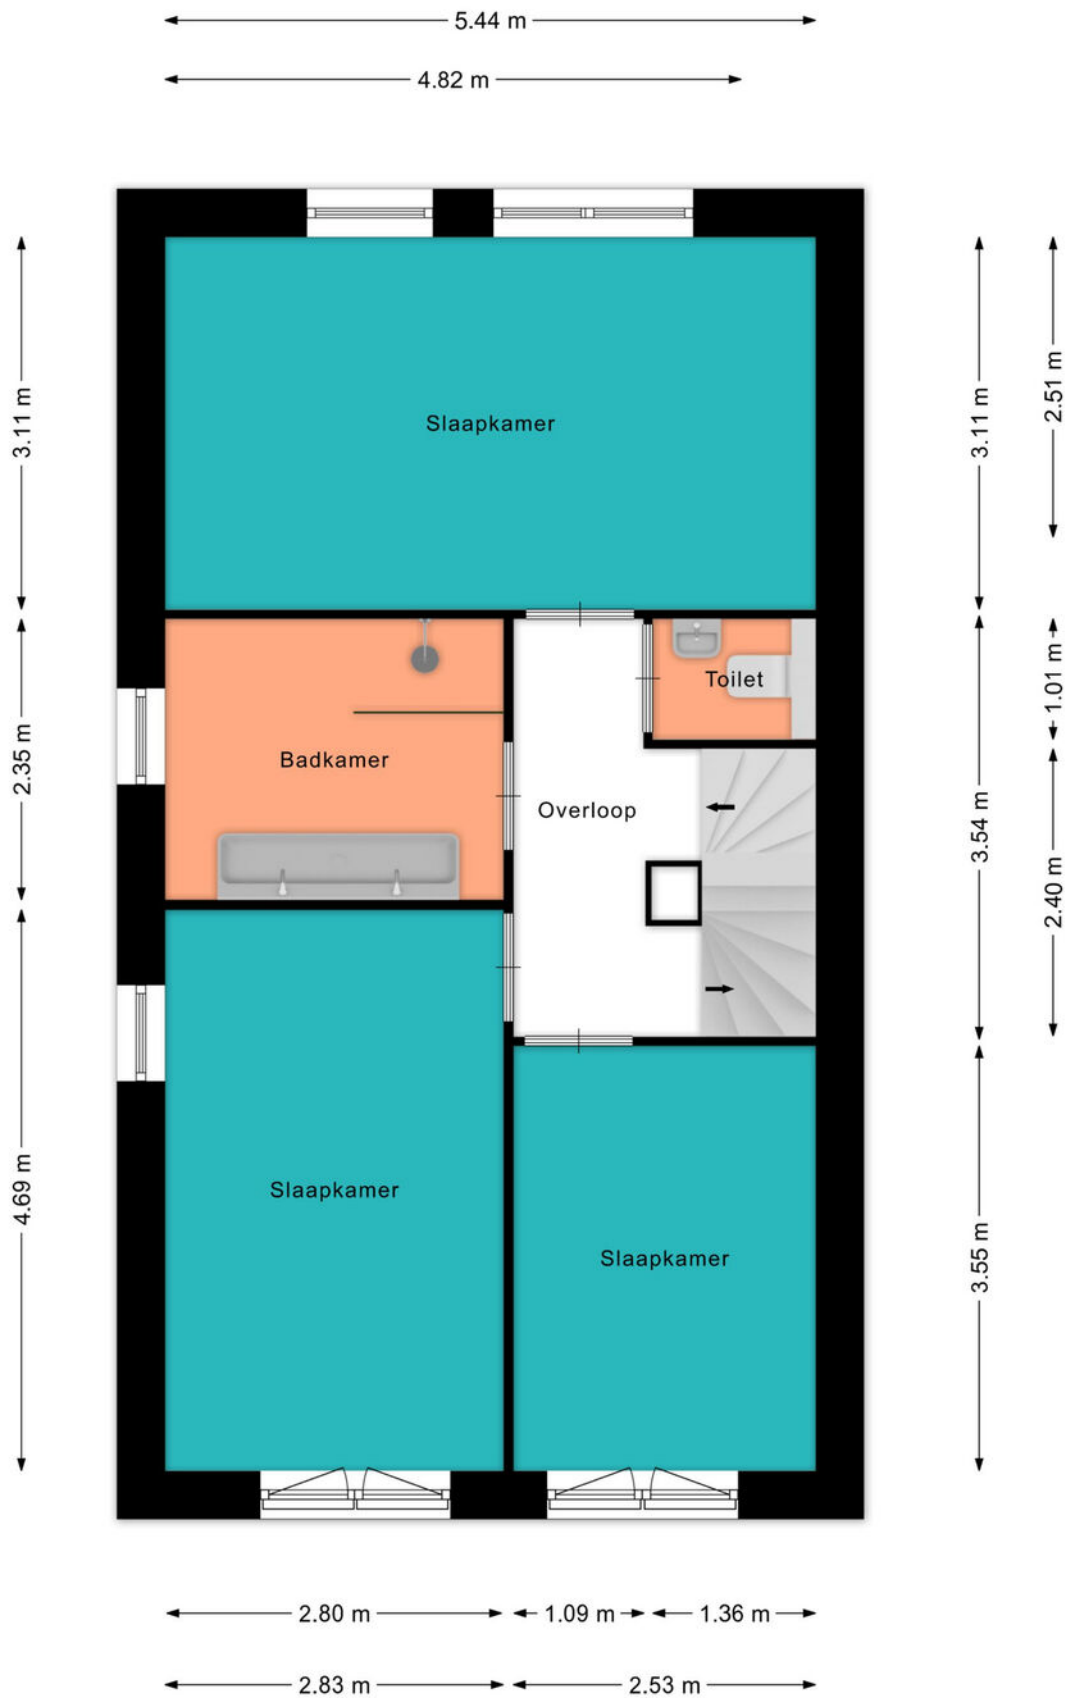 5.44 m
4.82 m
3.11 m
3.11 m
2.51 m
Slaapkamer
2.35 m
Badkamer
Toilet
Overloop
1.01 m
3.54 m
2.40 m
4.69 m
Slaapkamer
Slaapkamer
3.55 m
2.80 m
1.09 m
1.36 m
2.83 m
2.53 m